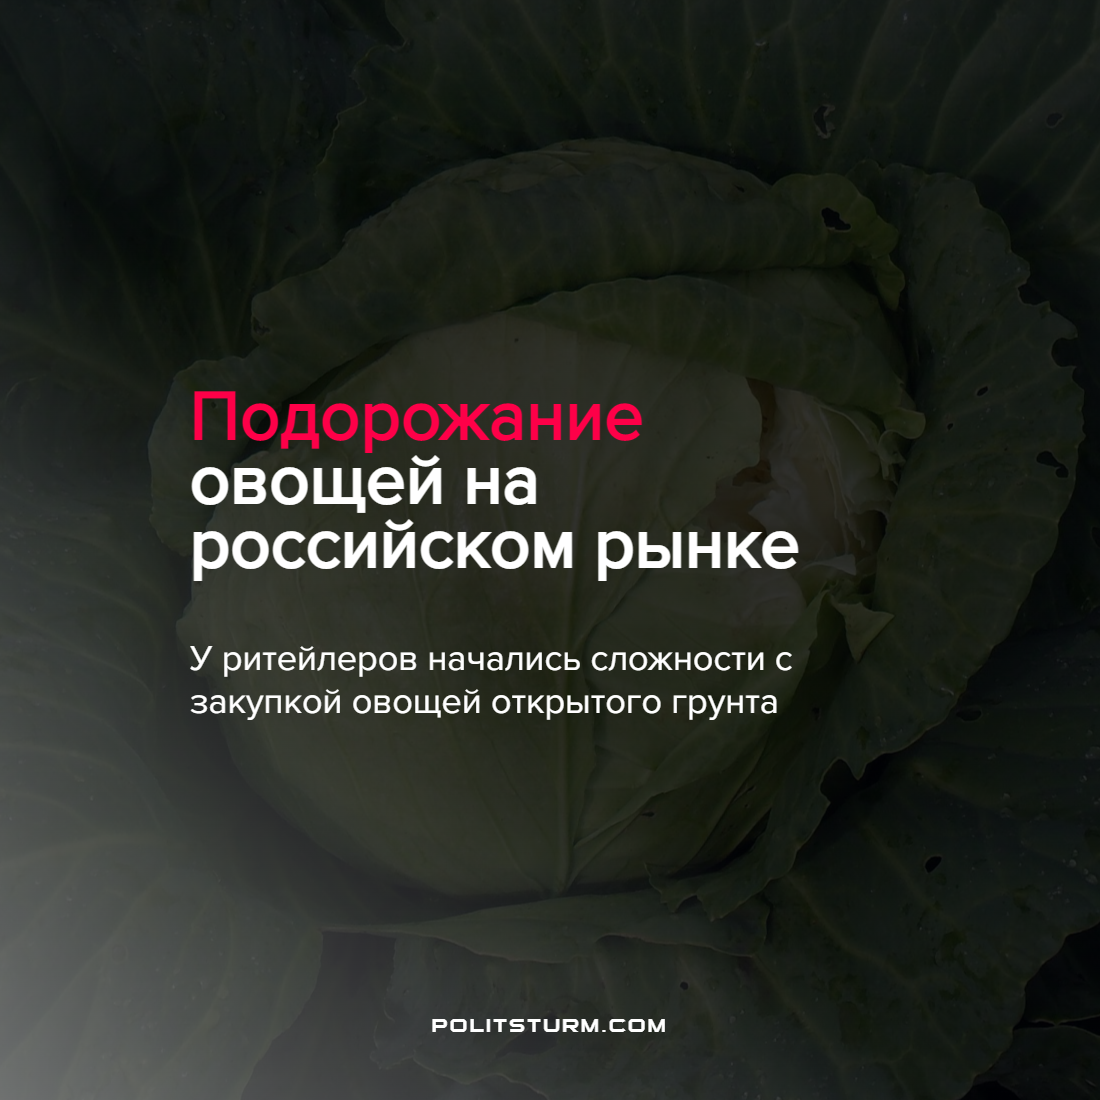 Подорожание
овощей на
российском рынке
У ритейлеров начались сложности с
закупкой овощей открытого грунта
POLITSTURM.COM